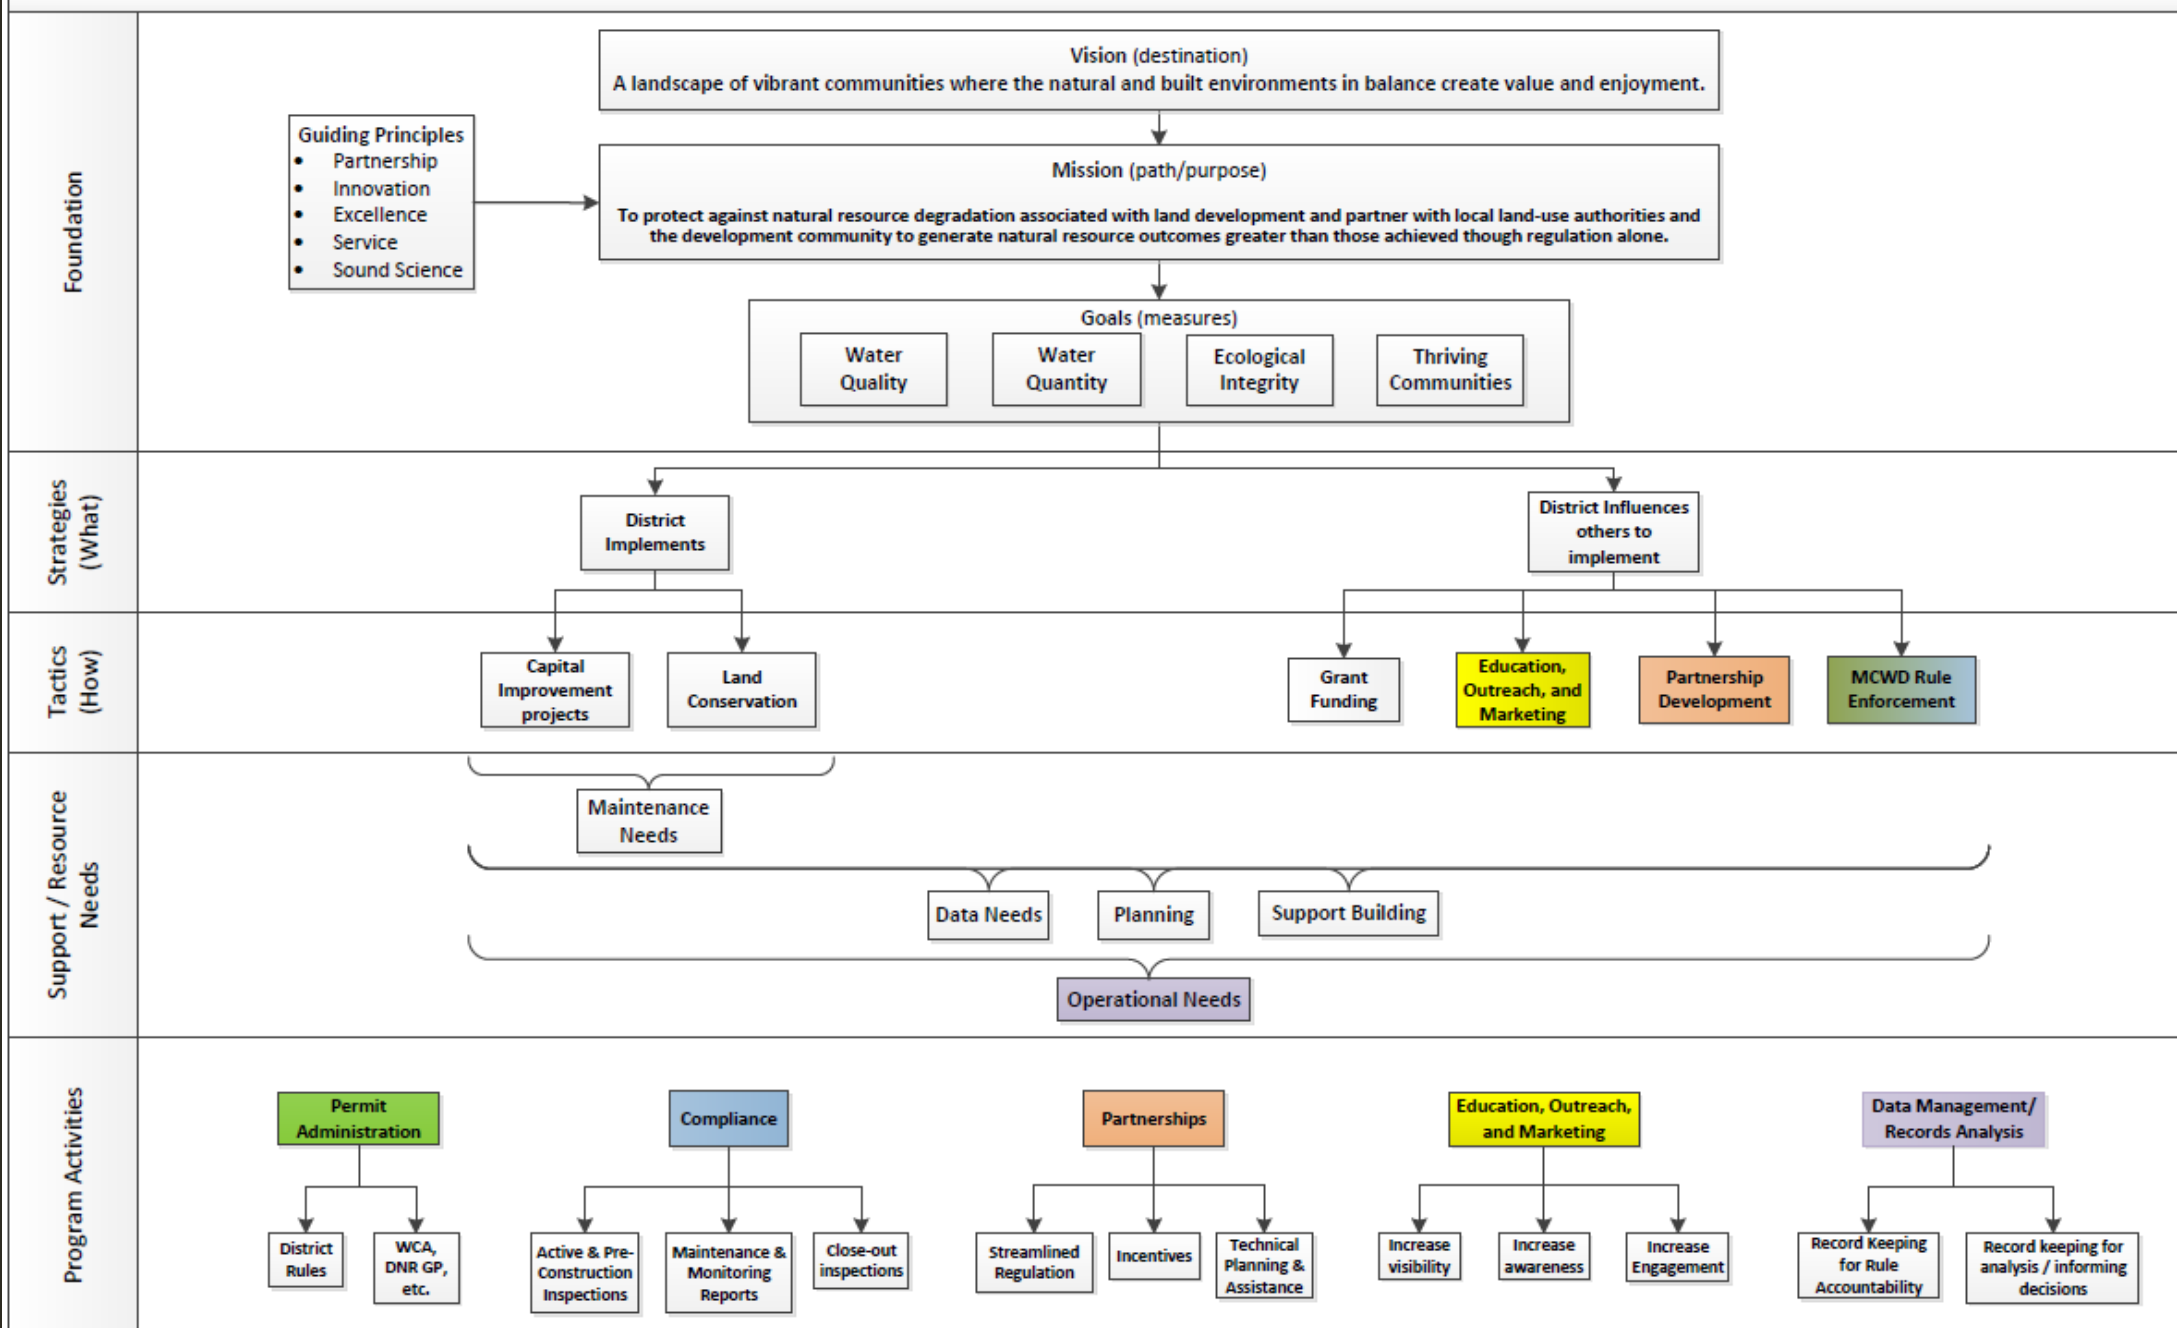 Foundation
Vision (destination)
A landscape of vibrant communities where the natural and built environments in balance create value and enjoyment.
Guiding Principles
• Partnership
• Innovation
• Excellence
• Service
• Sound Science
Mission (path/purpose)
To protect against natural resource degradation associated with land development and partner with local land-use authorities and
the development community to generate natural resource outcomes greater than those achieved though regulation alone.
Goals (measures)
Water
Quality
Water
Quantity
Ecological
Integrity
Thriving
Communities
Strategies
(What)
District
Implements
District Influences
others to
implement
Tactics
(How)
Capital
Improvement
projects
Land
Conservation
Grant
Funding
Education,
Outreach, and
Marketing
Partnership
Development
MCWD Rule
Enforcement
Support / Resource
Needs
Maintenance
Needs
Data Needs
Planning
Support Building
Operational Needs
Program Activities
Permit
Administration
District
Rules
WCA,
DNR GP,
etc.
Compliance
Active & Pre-
Construction
Inspections
Maintenance &
Monitoring
Reports
Close-out
inspections
Partnerships
Streamlined
Regulation
Incentives
Technical
Planning &
Assistance
Education, Outreach,
and Marketing
Increase
visibility
Increase
awareness
Increase
Engagement
Data Management/
Records Analysis
Record Keeping
for Rule
Accountability
Record keeping for
analysis / informing
decisions